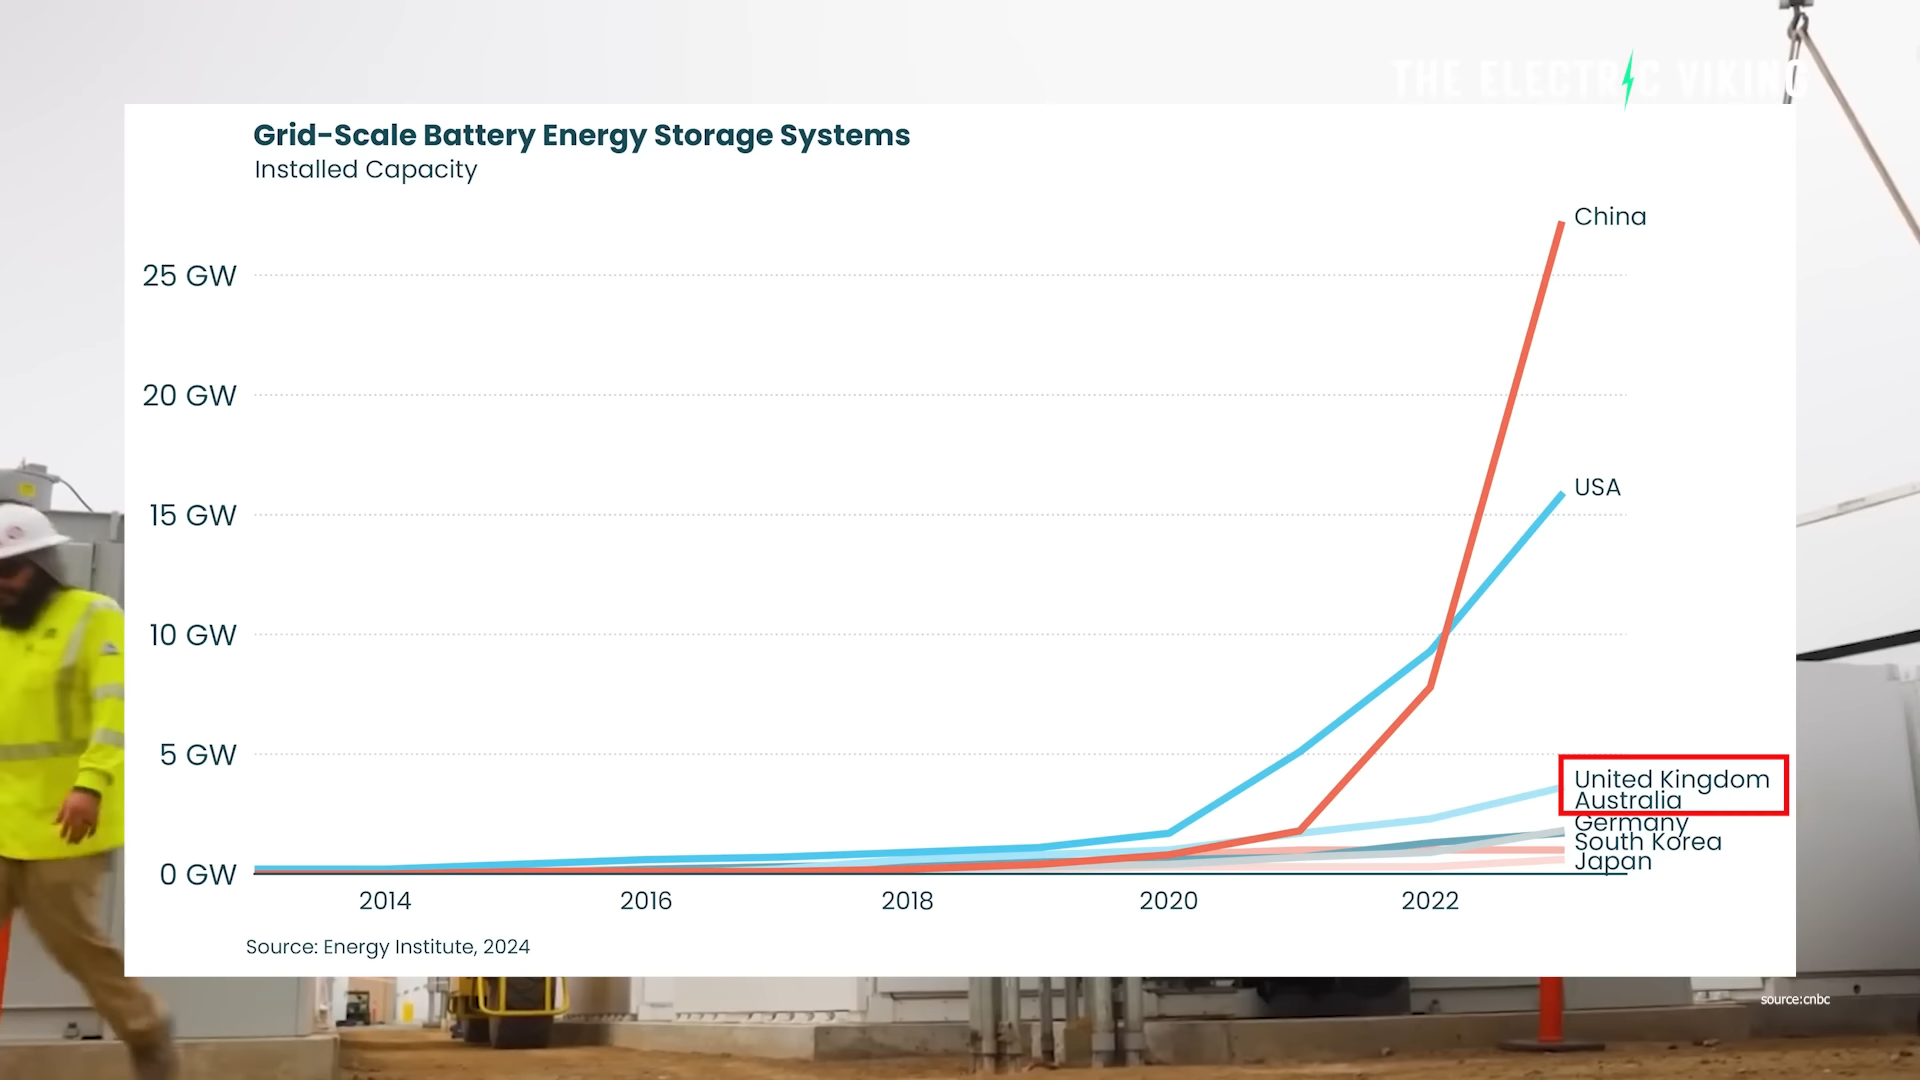 THE ELECTRIC VIKING
Grid-Scale Battery Energy Storage Systems
Installed Capacity
China
25 GW
20 GW
USA
15 GW
10 GW
5 GW
United Kingdom
Australia
Germany
South Korea
Japan
0 GW
2014
2016
2018
2020
2022
Source: Energy Institute, 2024
source:cnbc